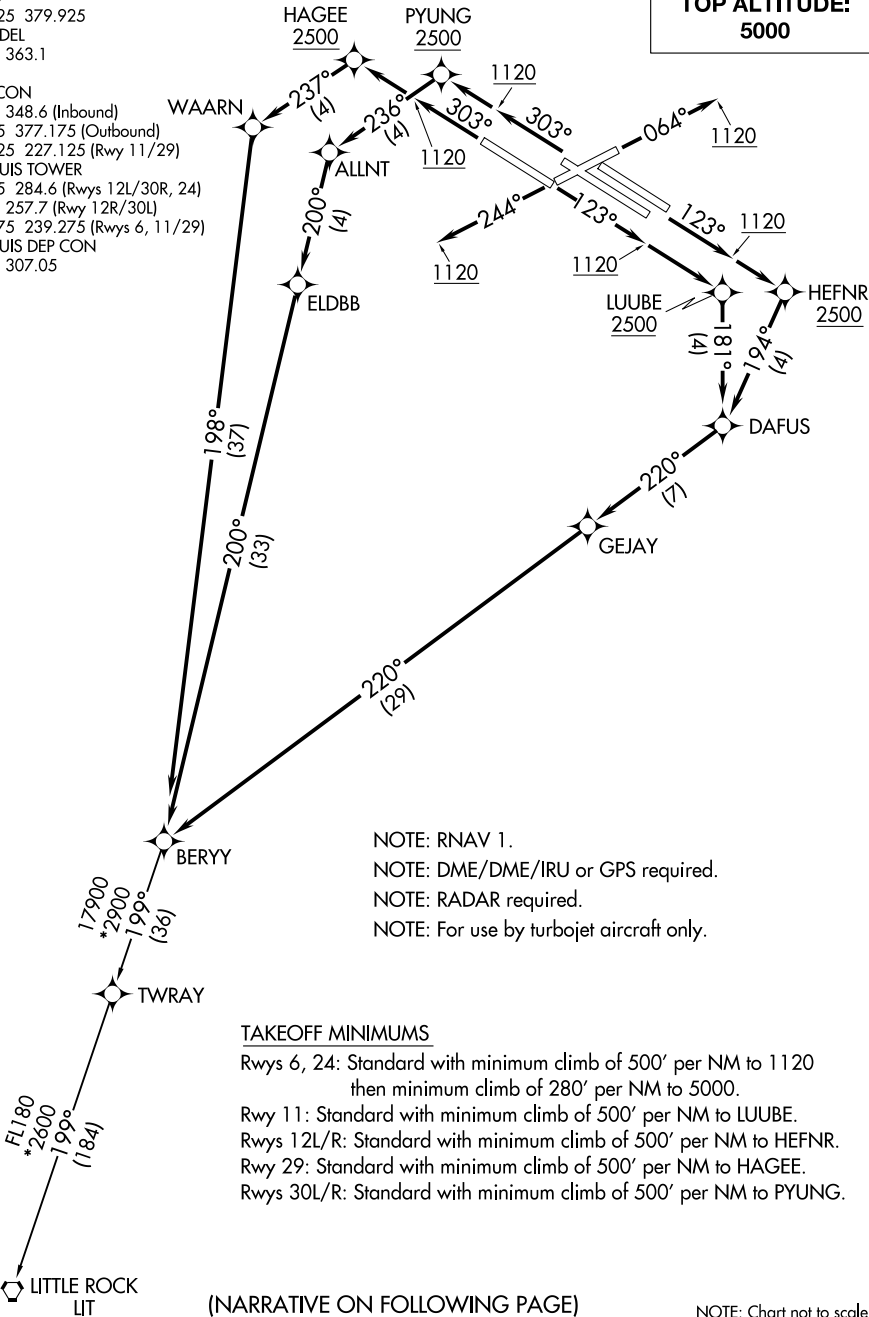 25 379.925
DEL
363.1
CON
348.6 (Inbound)
5 377.175 (Outbound)
25 227.125 (Rwy 11/29)
UIS TOWER
5 284.6 (Rwys 12L/30R, 24)
257.7 (Rwy 12R/30L)
75 239.275 (Rwys 6, 11/29)
UIS DEP CON
307.05
TOP ALTITUDE:
5000
HAGEE
2500
PYUNG
2500
1120
237°
(4)
WAARN
236°
(4)
303°
303°
064°
1120
1120
ALLNT
200°
(4)
244°
1120
123°
1120
123°
1120
ELDBB
LUUBE
2500
HEFNR
2500
181°
(4)
194°
(4)
DAFUS
198°
(37)
220°
(7)
200°
(33)
GEJAY
220°
(29)
BERYY
NOTE: RNAV 1.
NOTE: DME/DME/IRU or GPS required.
NOTE: RADAR required.
NOTE: For use by turbojet aircraft only.
17900
*2900
199°
(36)
TWRAY
TAKEOFF MINIMUMS
Rwys 6, 24: Standard with minimum climb of 500' per NM to 1120
then minimum climb of 280' per NM to 5000.
Rwy 11: Standard with minimum climb of 500' per NM to LUUBE.
Rwys 12L/R: Standard with minimum climb of 500' per NM to HEFNR.
Rwy 29: Standard with minimum climb of 500' per NM to HAGEE.
Rwys 30L/R: Standard with minimum climb of 500' per NM to PYUNG.
FL180
*2600
199°
(184)
LITTLE ROCK
LIT
(NARRATIVE ON FOLLOWING PAGE)
NOTE: Chart not to scale